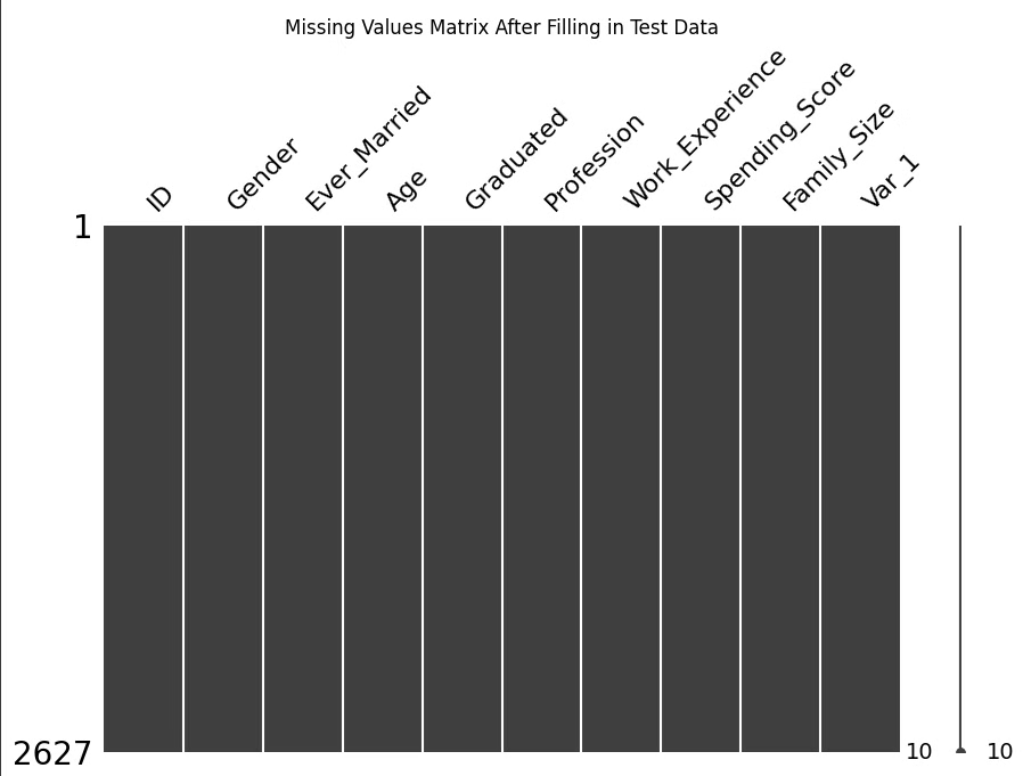 Missing Values Matrix After Filling in Test Data
ID
Gender
Ever_Married
Age
Graduated
Profession
Work_Experience
Spending_Score
Family_Size
Var_1
1
2627
10
10